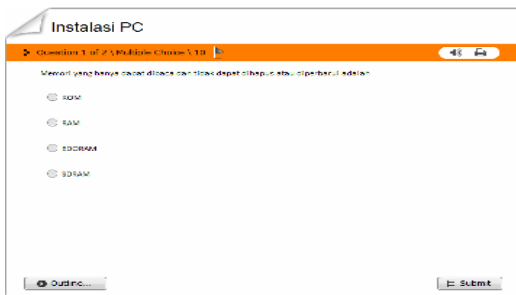 Instalasi PC
Question 1 of 2 \ Multiple Choice \ 10
Memori yang hanya dapat dibaca dan tidak dapat dihapus atau diperbarui adalah
ROM
RAM
EDORAM
SDRAM
Outline...
Submit